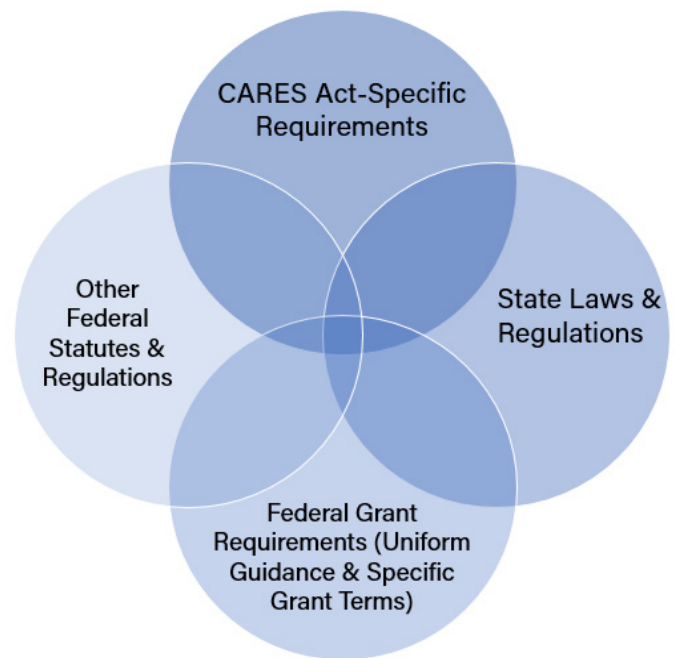 CARES Act-Specific
Requirements
Other
Federal
Statutes &
Regulations
State Laws &
Regulations
Federal Grant
Requirements (Uniform
Guidance & Specific
Grant Terms)